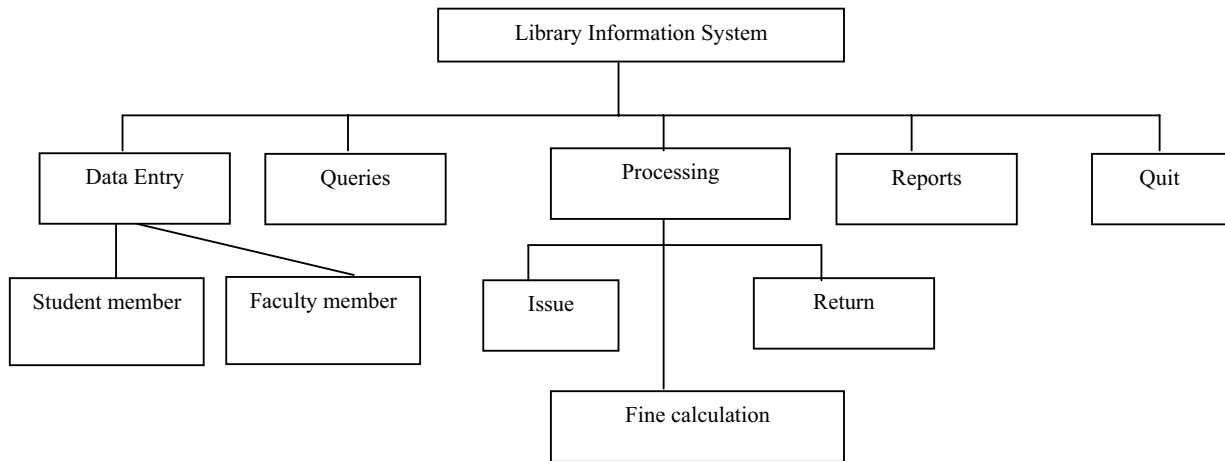 Library Information System
Data Entry
Queries
Processing
Reports
Quit
Student member
Faculty member
Issue
Return
Fine calculation